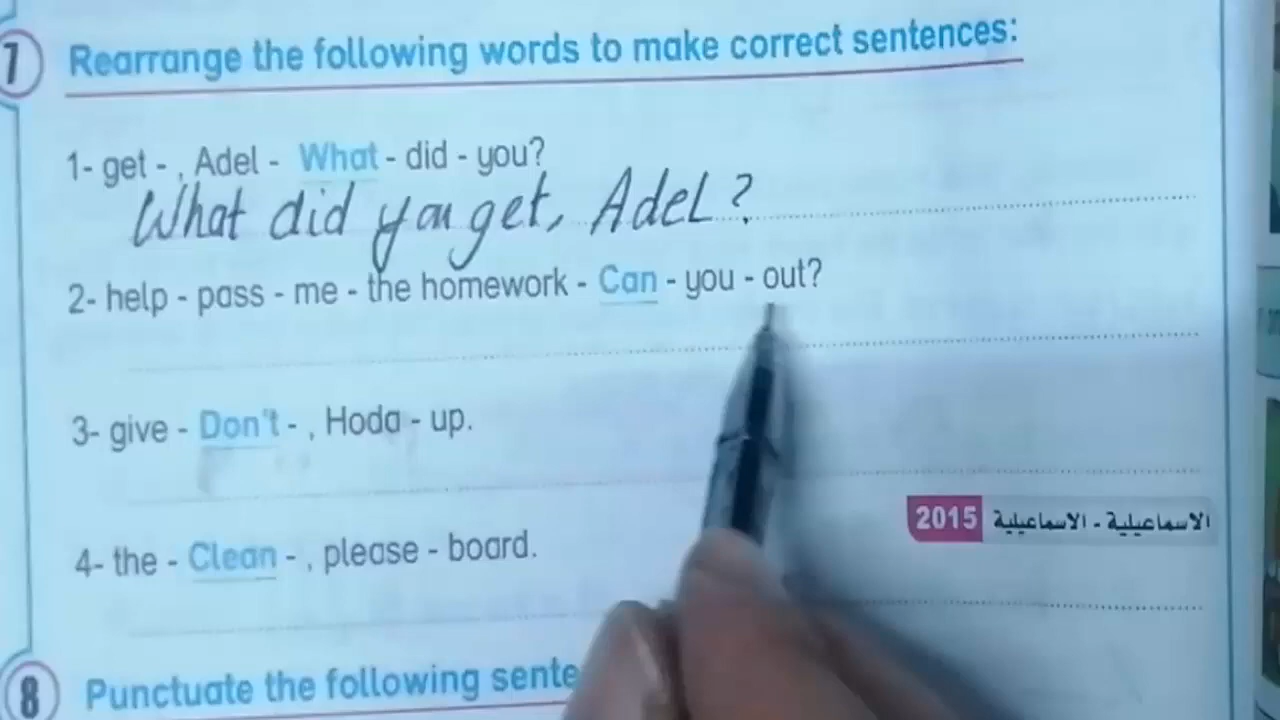 7 Rearrange the following words to make correct sentences:
1- get - , Adel - What - did - you?
What did you get, Adel?
2- help - pass - me - the homework - Can - you - out?
3- give - Don't - , Hoda - up.
2015 الاسماعيلية - الاسماعيلية
4- the - Clean - , please - board.
8 Punctuate the following sente